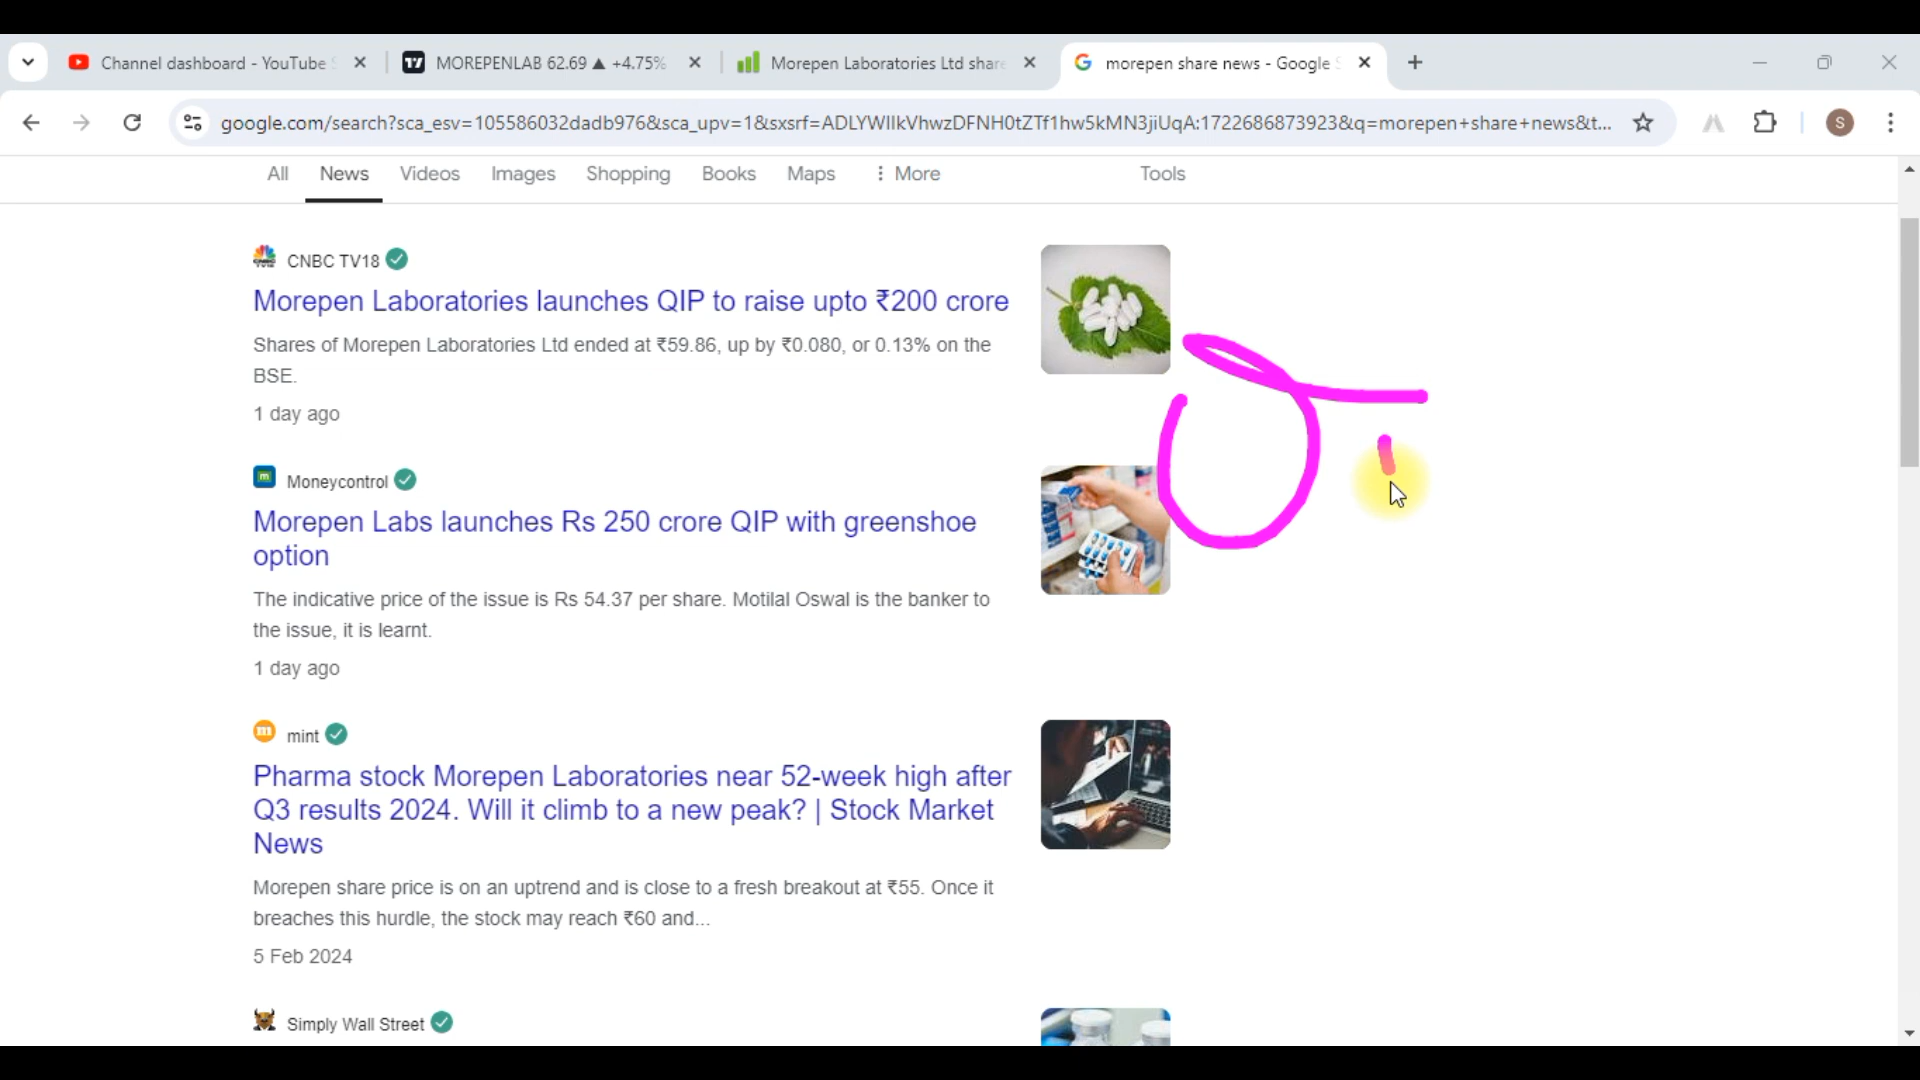 Channel dashboard - YouTube S
MOREPENLAB 62.69 ▲ +4.75%
Morepen Laboratories Ltd share
morepen share news - Google S
google.com/search?sca_esv=105586032dadb976&sca_upv=1&sxsrf=ADLYWIIkVhwzDFNH0tZTf1hw5kMN3jiUqA:1722686873923&q=morepen+share+news&t...
S
All News Videos Images Shopping Books Maps ⋮ More Tools
CNBC TV18
Morepen Laboratories launches QIP to raise upto ₹200 crore
Shares of Morepen Laboratories Ltd ended at ₹59.86, up by ₹0.080, or 0.13% on the
BSE.
1 day ago
Moneycontrol
Morepen Labs launches Rs 250 crore QIP with greenshoe
option
The indicative price of the issue is Rs 54.37 per share. Motilal Oswal is the banker to
the issue, it is learnt.
1 day ago
mint
Pharma stock Morepen Laboratories near 52-week high after
Q3 results 2024. Will it climb to a new peak? | Stock Market
News
Morepen share price is on an uptrend and is close to a fresh breakout at ₹55. Once it
breaches this hurdle, the stock may reach ₹60 and...
5 Feb 2024
Simply Wall Street